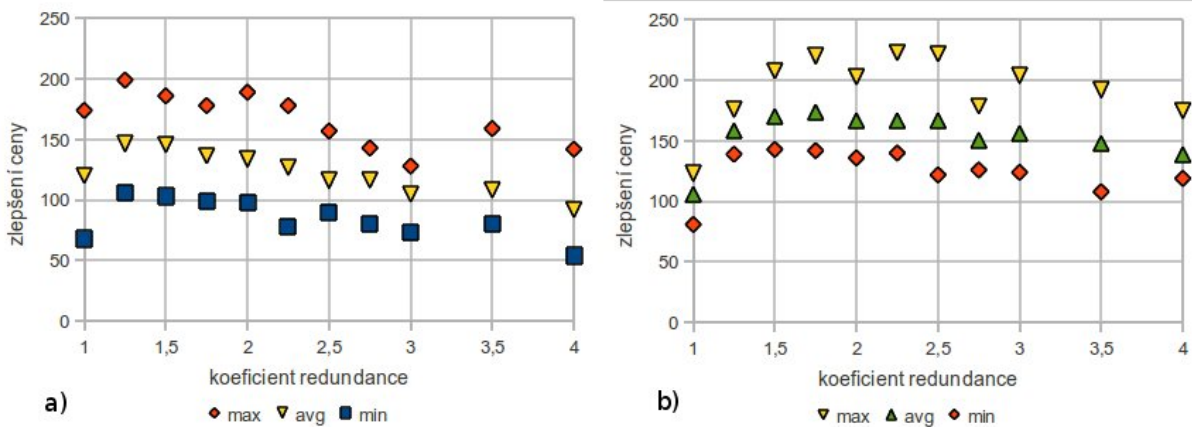 250
200
150
100
50
0
zlepšení ceny
1 1,5 2 2,5 3 3,5 4
koeficient redundance
a)
max avg min
250
200
150
100
50
0
zlepšení ceny
1 1,5 2 2,5 3 3,5 4
koeficient redundance
b)
max avg min